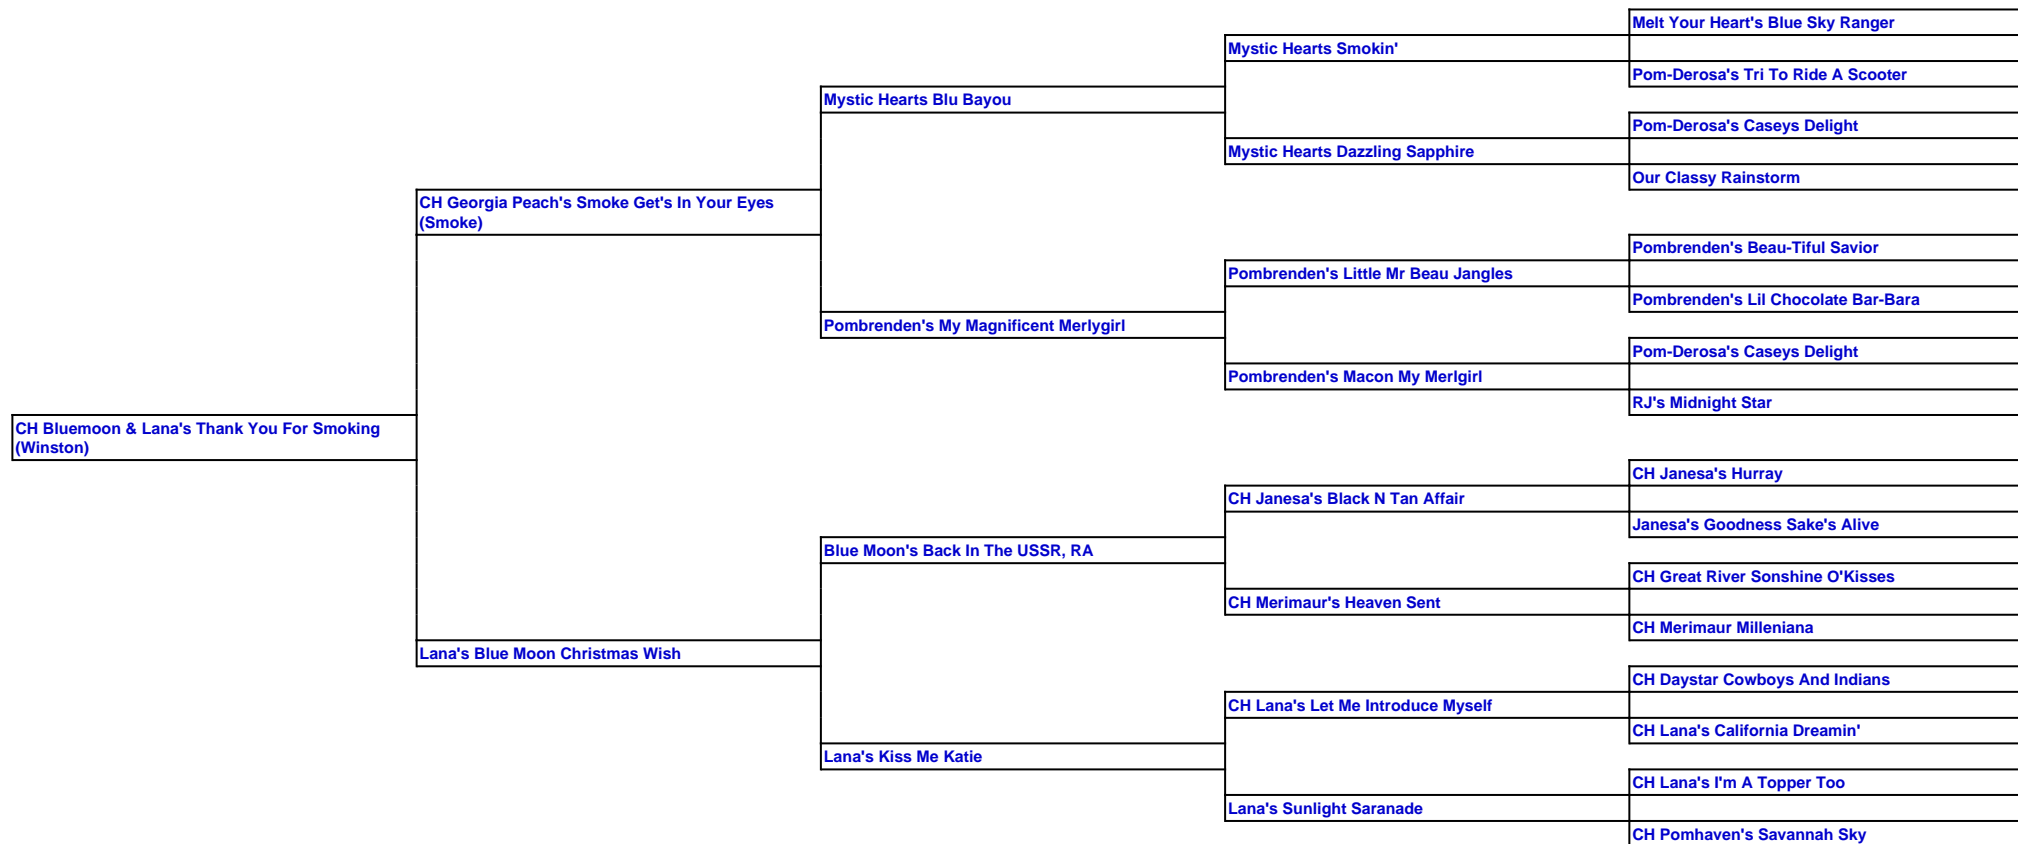 Melt Your Heart's Blue Sky Ranger
Mystic Hearts Smokin'
Pom-Derosa's Tri To Ride A Scooter
Mystic Hearts Blu Bayou
Pom-Derosa's Caseys Delight
Mystic Hearts Dazzling Sapphire
Our Classy Rainstorm
CH Georgia Peach's Smoke Get's In Your Eyes
(Smoke)
Pombrenden's Beau-Tiful Savior
Pombrenden's Little Mr Beau Jangles
Pombrenden's Lil Chocolate Bar-Bara
Pombrenden's My Magnificent Merlygirl
Pom-Derosa's Caseys Delight
Pombrenden's Macon My Merlgirl
RJ's Midnight Star
CH Bluemoon & Lana's Thank You For Smoking
(Winston)
CH Janesa's Hurray
CH Janesa's Black N Tan Affair
Janesa's Goodness Sake's Alive
Blue Moon's Back In The USSR, RA
CH Great River Sonshine O'Kisses
CH Merimaur's Heaven Sent
CH Merimaur Milleniana
Lana's Blue Moon Christmas Wish
CH Daystar Cowboys And Indians
CH Lana's Let Me Introduce Myself
CH Lana's California Dreamin'
Lana's Kiss Me Katie
CH Lana's I'm A Topper Too
Lana's Sunlight Saranade
CH Pomhaven's Savannah Sky